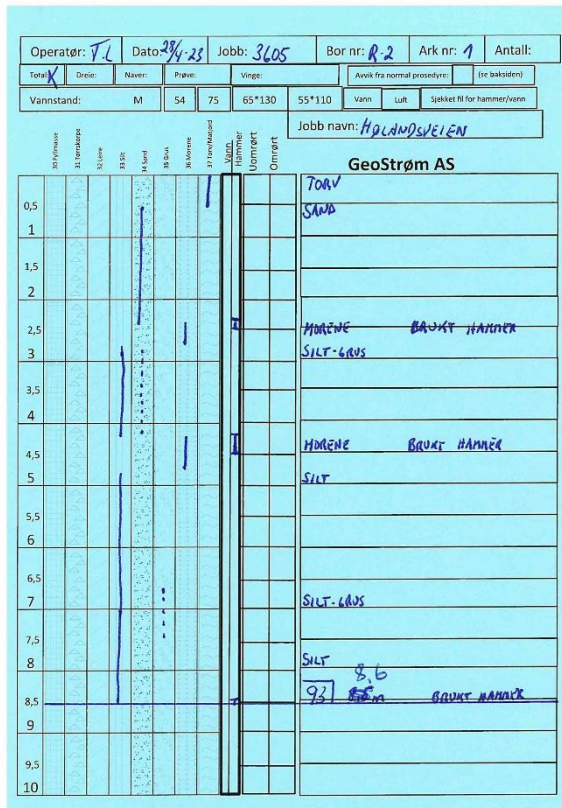 Operatør: T.L Dato: 28/4-23 Jobb: 3605 Bor nr: R-2 Ark nr: 1 Antall:
Total: X Dreie: Naver: Prøve: Vinge: Avvik fra normal prosedyre: (se baksiden)
Vannstand: M 54 75 65*130 55*110 Vann Luft Sjekket fil for hammer/vann
Jobb navn: HØLANDSVEIEN
30 Fyllmasse
31 Tørrskorpe
32 Leire
33 Silt
34 Sand
35 Grus
36 Morene
37 Torv/Matjord
Vann
Hammer
Uomrørt
Omrørt
GeoStrøm AS
TORV
0,5 SAND
1
1,5
2
2,5 MORENE BRUKT HAMMER
3 SILT-GRUS
3,5
4
4,5 MORENE BRUKT HAMMER
5 SILT
5,5
6
6,5
7 SILT-GRUS
7,5
8 SILT
8,6
8,5 93 m BRUKT HAMMER
9
9,5
10